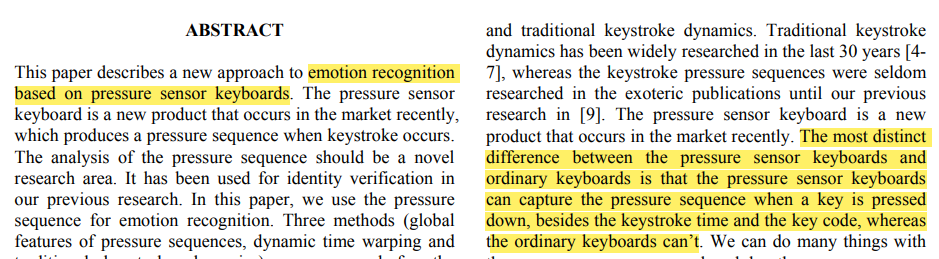 ABSTRACT
This paper describes a new approach to emotion recognition
based on pressure sensor keyboards. The pressure sensor
keyboard is a new product that occurs in the market recently,
which produces a pressure sequence when keystroke occurs.
The analysis of the pressure sequence should be a novel
research area. It has been used for identity verification in
our previous research. In this paper, we use the pressure
sequence for emotion recognition. Three methods (global
features of pressure sequences, dynamic time warping and
and traditional keystroke dynamics. Traditional keystroke
dynamics has been widely researched in the last 30 years [4-
7], whereas the keystroke pressure sequences were seldom
researched in the exoteric publications until our previous
research in [9]. The pressure sensor keyboard is a new
product that occurs in the market recently. The most distinct
difference between the pressure sensor keyboards and
ordinary keyboards is that the pressure sensor keyboards
can capture the pressure sequence when a key is pressed
down, besides the keystroke time and the key code, whereas
the ordinary keyboards can't. We can do many things with